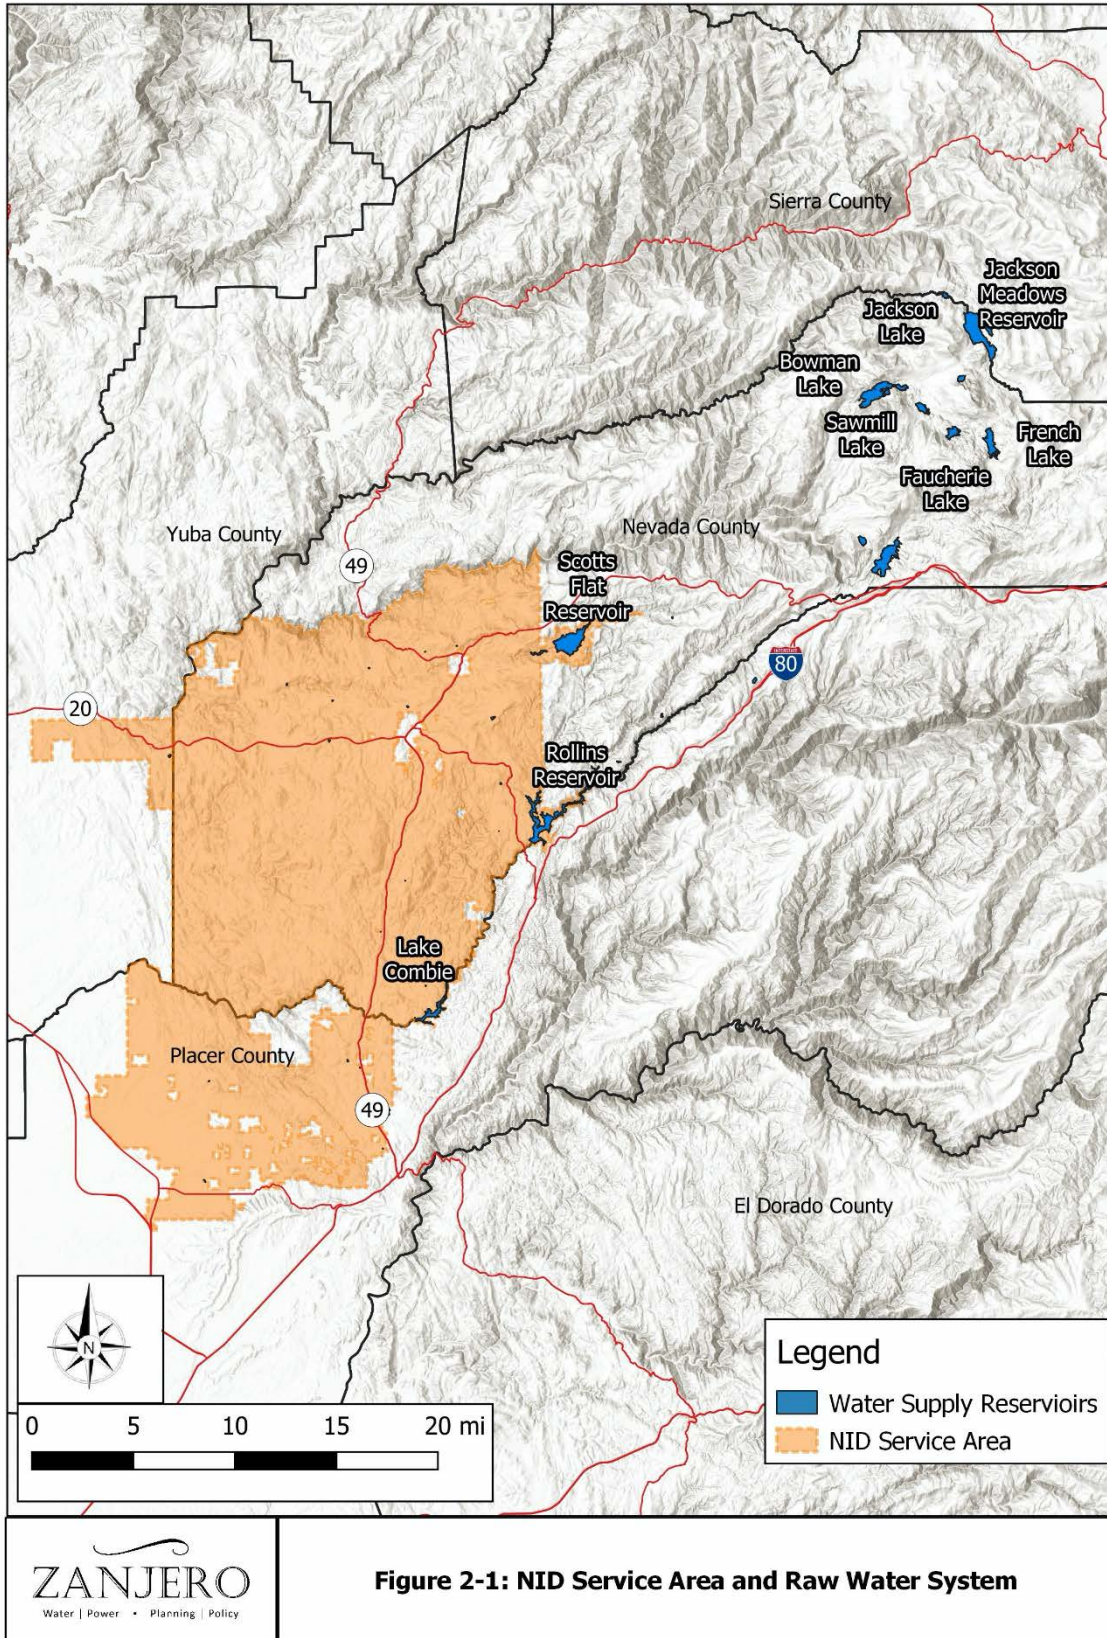 Sierra County
Jackson
Meadows
Reservoir
Jackson
Lake
Bowman
Lake
Sawmill
Lake
French
Lake
Faucherie
Lake
Yuba County
Nevada County
49
Scotts
Flat
Reservoir
INTERSTATE
80
20
Rollins
Reservoir
Lake
Combie
Placer County
49
El Dorado County
N
0 5 10 15 20 mi
Legend
Water Supply Reservioirs
NID Service Area
ZANJERO
Water | Power • Planning | Policy
Figure 2-1: NID Service Area and Raw Water System